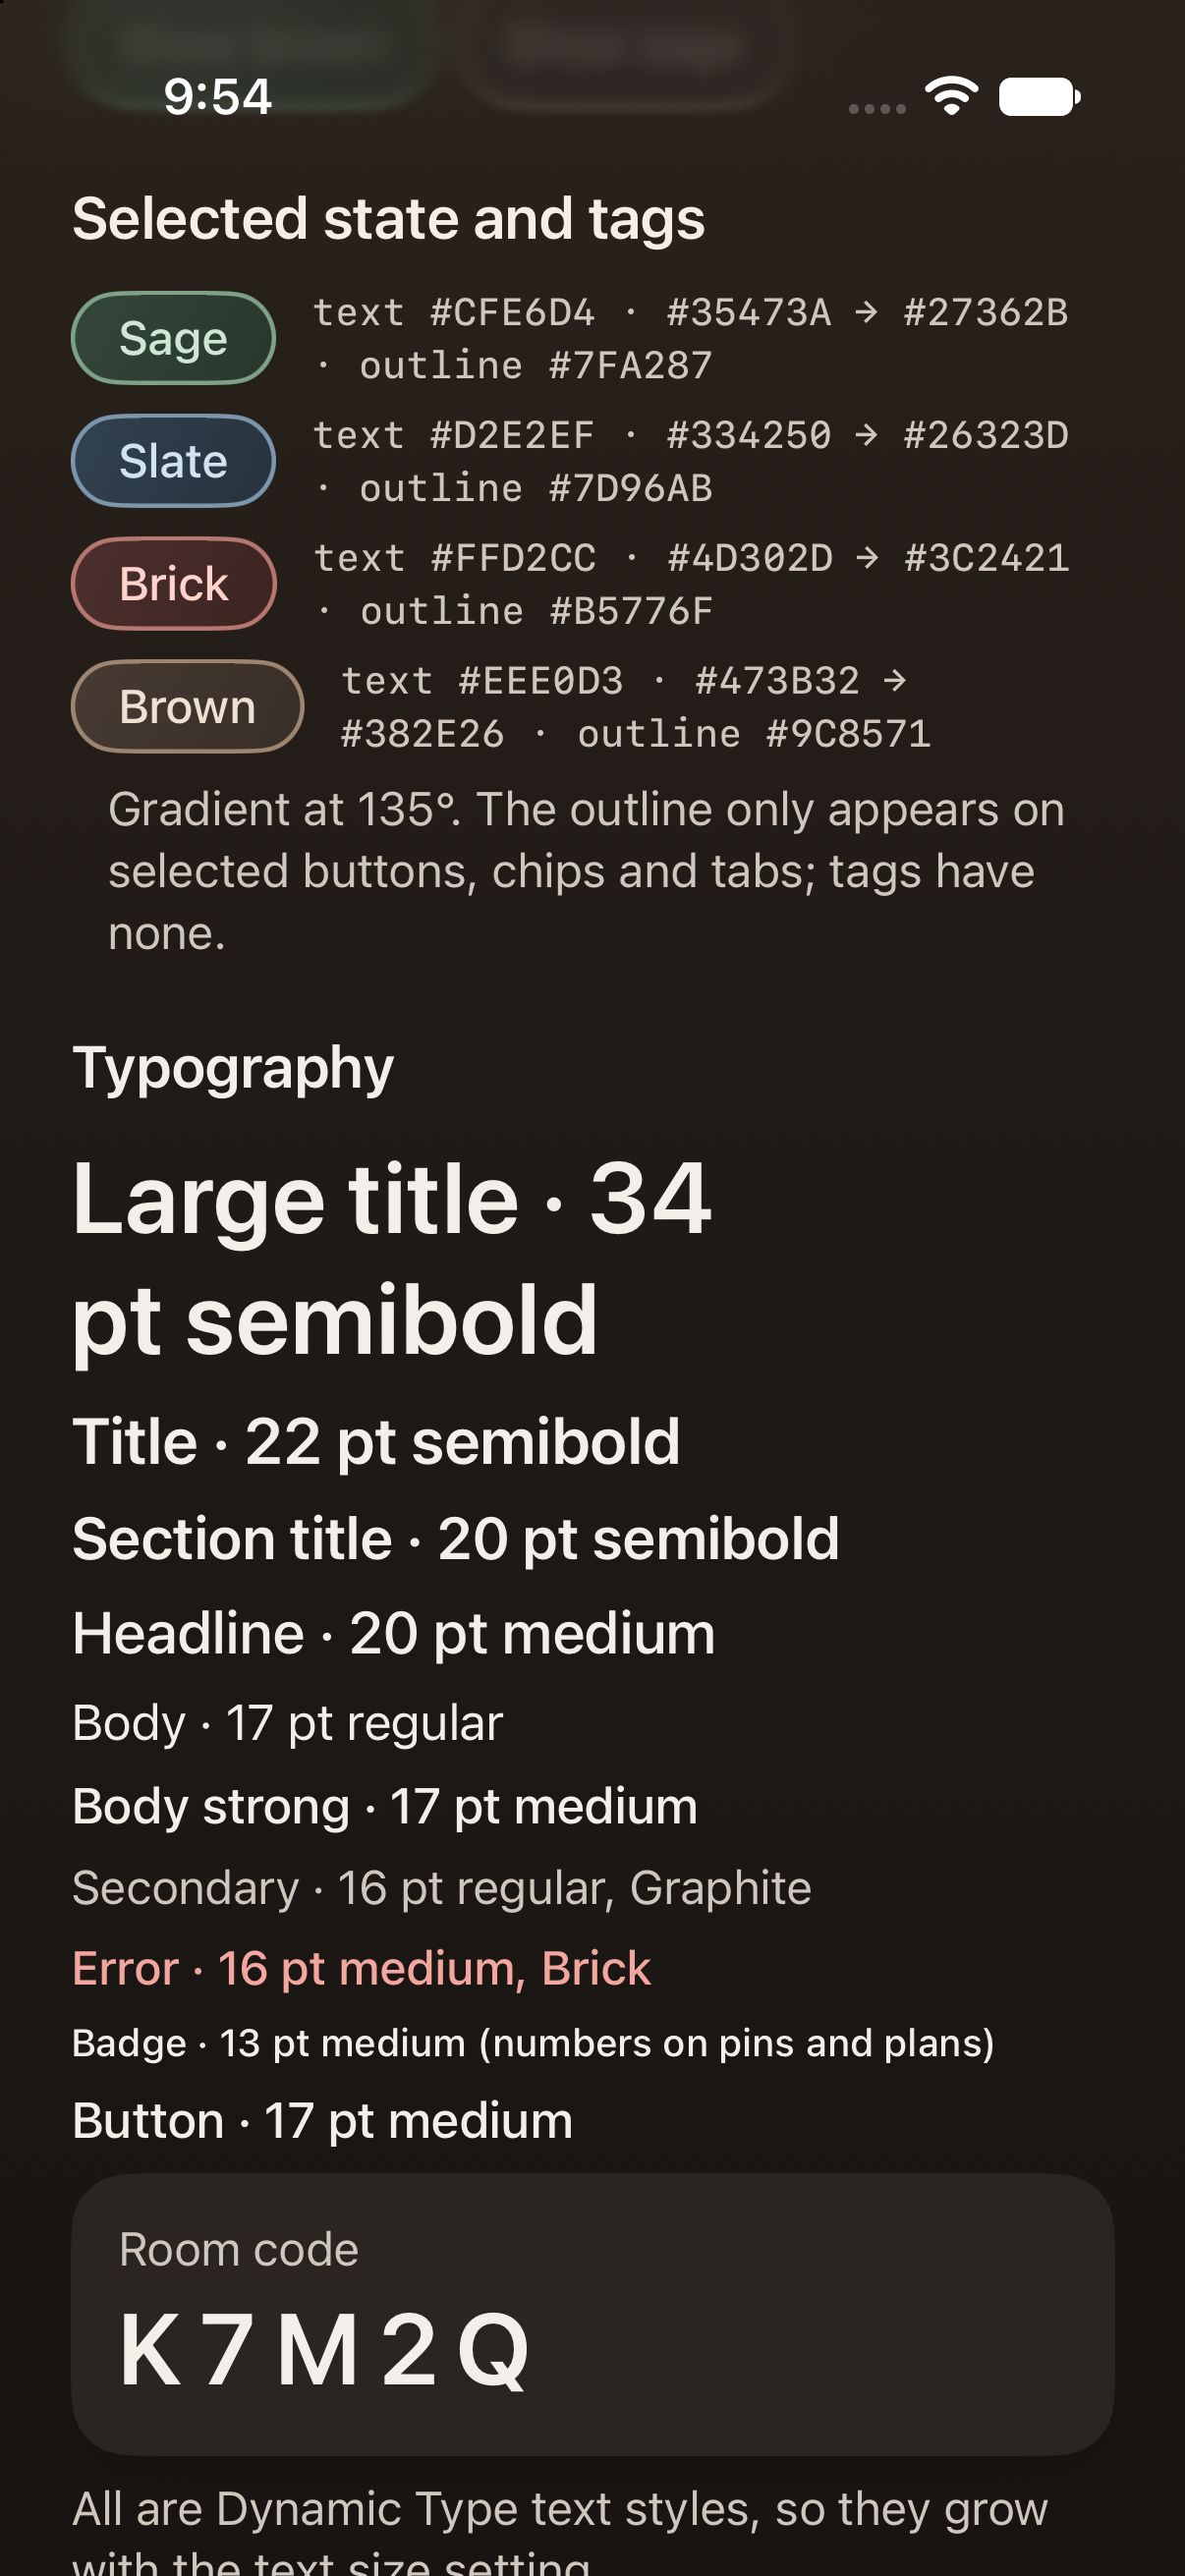 9:54
Selected state and tags
Sage
text #CFE6D4 · #35473A → #27362B
· outline #7FA287
Slate
text #D2E2EF · #334250 → #26323D
· outline #7D96AB
Brick
text #FFD2CC · #4D302D → #3C2421
· outline #B5776F
Brown
text #EEE0D3 · #473B32 →
#382E26 · outline #9C8571
Gradient at 135°. The outline only appears on
selected buttons, chips and tabs; tags have
none.
Typography
Large title · 34
pt semibold
Title · 22 pt semibold
Section title · 20 pt semibold
Headline · 20 pt medium
Body · 17 pt regular
Body strong · 17 pt medium
Secondary · 16 pt regular, Graphite
Error · 16 pt medium, Brick
Badge · 13 pt medium (numbers on pins and plans)
Button · 17 pt medium
Room code
K7M2Q
All are Dynamic Type text styles, so they grow
with the text size setting